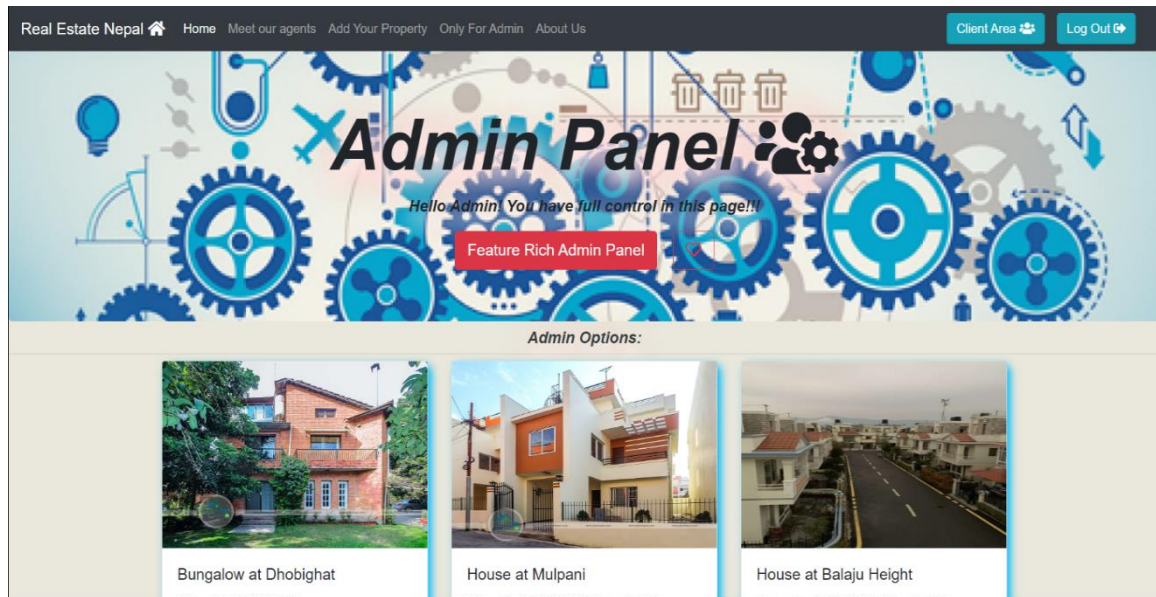 Real Estate Nepal Home Meet our agents Add Your Property Only For Admin About Us Client Area Log Out
Admin Panel
Hello Admin! You have full control in this page!!!
Feature Rich Admin Panel
Admin Options:
Bungalow at Dhobighat
House at Mulpani
House at Balaju Height